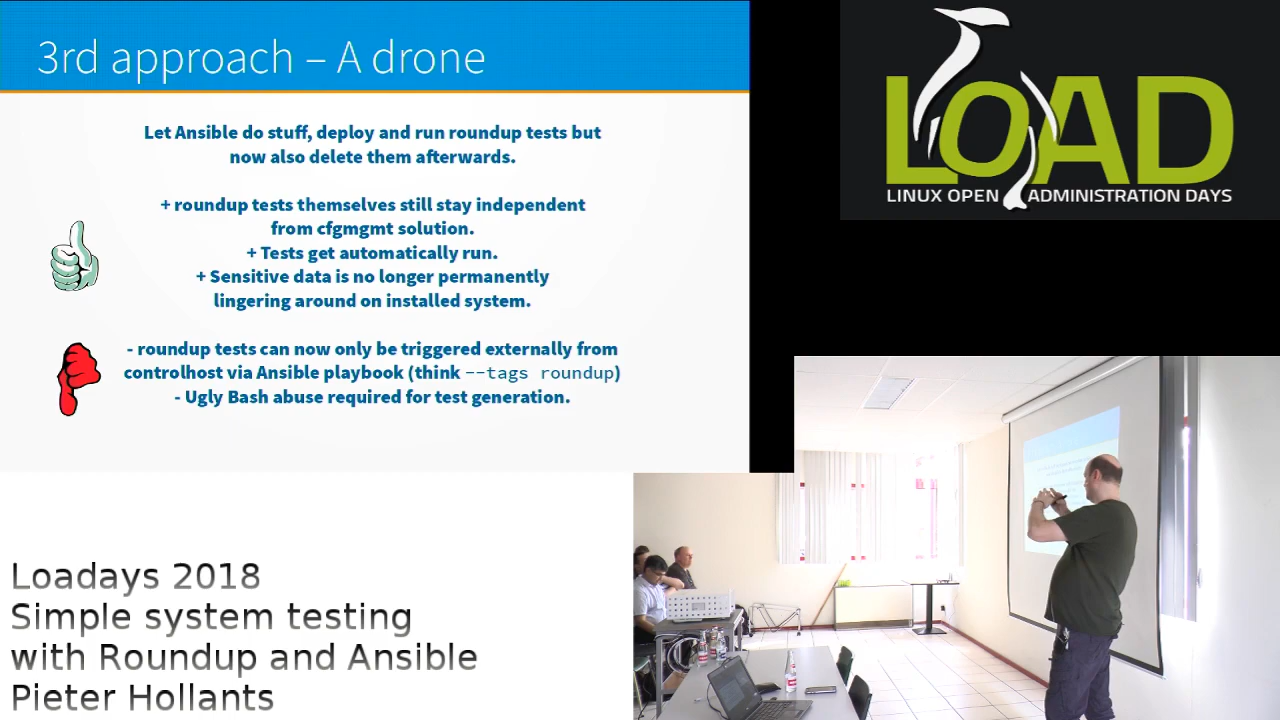 3rd approach – A drone
Let Ansible do stuff, deploy and run roundup tests but
now also delete them afterwards.
+ roundup tests themselves still stay independent
from cfgmgmt solution.
+ Tests get automatically run.
+ Sensitive data is no longer permanently
lingering around on installed system.
- roundup tests can now only be triggered externally from
controlhost via Ansible playbook (think --tags roundup)
- Ugly Bash abuse required for test generation.
LOAD
LINUX OPEN ADMINISTRATION DAYS
Loadays 2018
Simple system testing
with Roundup and Ansible
Pieter Hollants